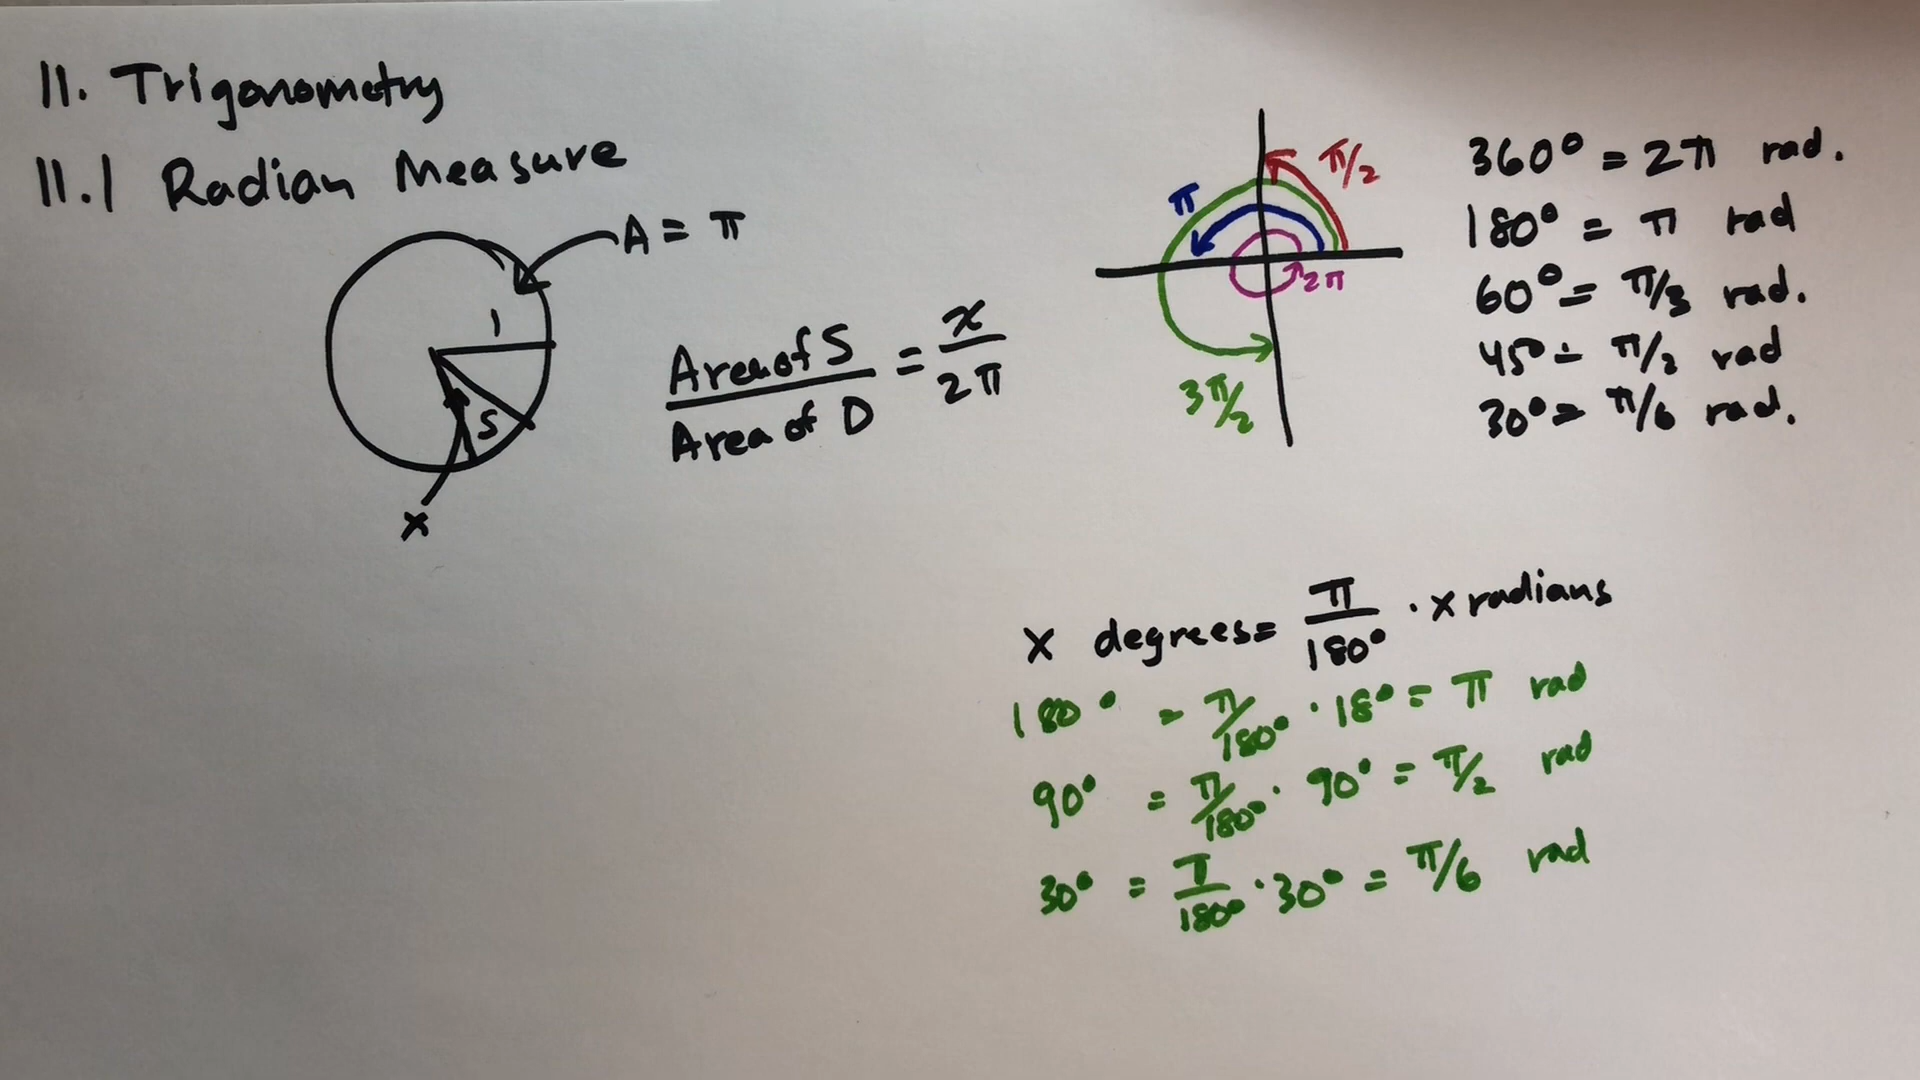 11. Trigonometry
11.1 Radian Measure
A = π
1
S
x
Area of S / Area of D = x / 2π
π/2
π
2π
3π/2
360° = 2π rad.
180° = π rad
60° = π/3 rad.
45° = π/2 rad
30° = π/6 rad.
x degrees = π/180° · x radians
180° = π/180° · 18° = π rad
90° = π/180° · 90° = π/2 rad
30° = π/180° · 30° = π/6 rad